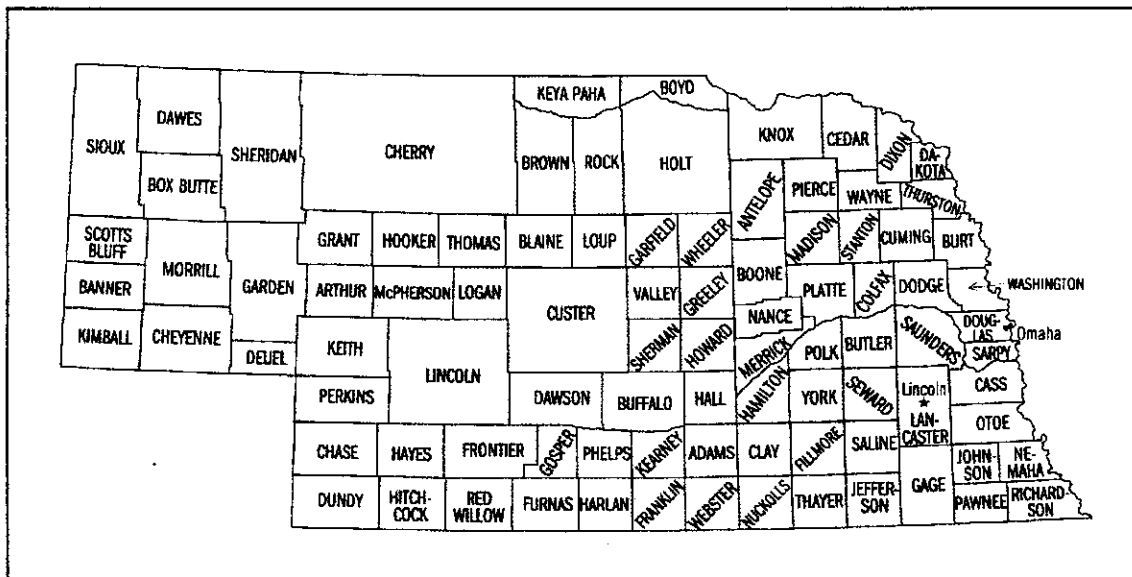 KEYA PAHA
BOYD
DAWES
SIOUX
SHERIDAN
CHERRY
BROWN
ROCK
HOLT
KNOX
CEDAR
DIXON
DA-
KOTA
BOX BUTTE
ANTELOPE
PIERCE
WAYNE
THURSTON
SCOTTS
BLUFF
MORRILL
GARDEN
GRANT
HOOKER
THOMAS
BLAINE
LOUP
GARFIELD
WHEELER
MADISON
STANTON
CUMING
BURT
BANNER
ARTHUR
McPHERSON
LOGAN
CUSTER
VALLEY
GREELEY
BOONE
PLATTE
COLFAX
DODGE
WASHINGTON
NANCE
KIMBALL
CHEYENNE
DEUEL
KEITH
LINCOLN
SHERMAN
HOWARD
MERRICK
POLK
BUTLER
SAUNDERS
DOUG-
LAS
Omaha
SARPY
PERKINS
DAWSON
BUFFALO
HALL
HAMILTON
YORK
SEWARD
Lincoln
LAN-
CASTER
CASS
OTOE
CHASE
HAYES
FRONTIER
GOSPER
PHELPS
KEARNEY
ADAMS
CLAY
FILLMORE
SALINE
JOHN-
SON
NE-
MAHA
DUNDY
HITCH-
COCK
RED
WILLOW
FURNAS
HARLAN
FRANKLIN
WEBSTER
NUCKOLLS
THAYER
JEFFER-
SON
GAGE
PAWNEE
RICHARD-
SON